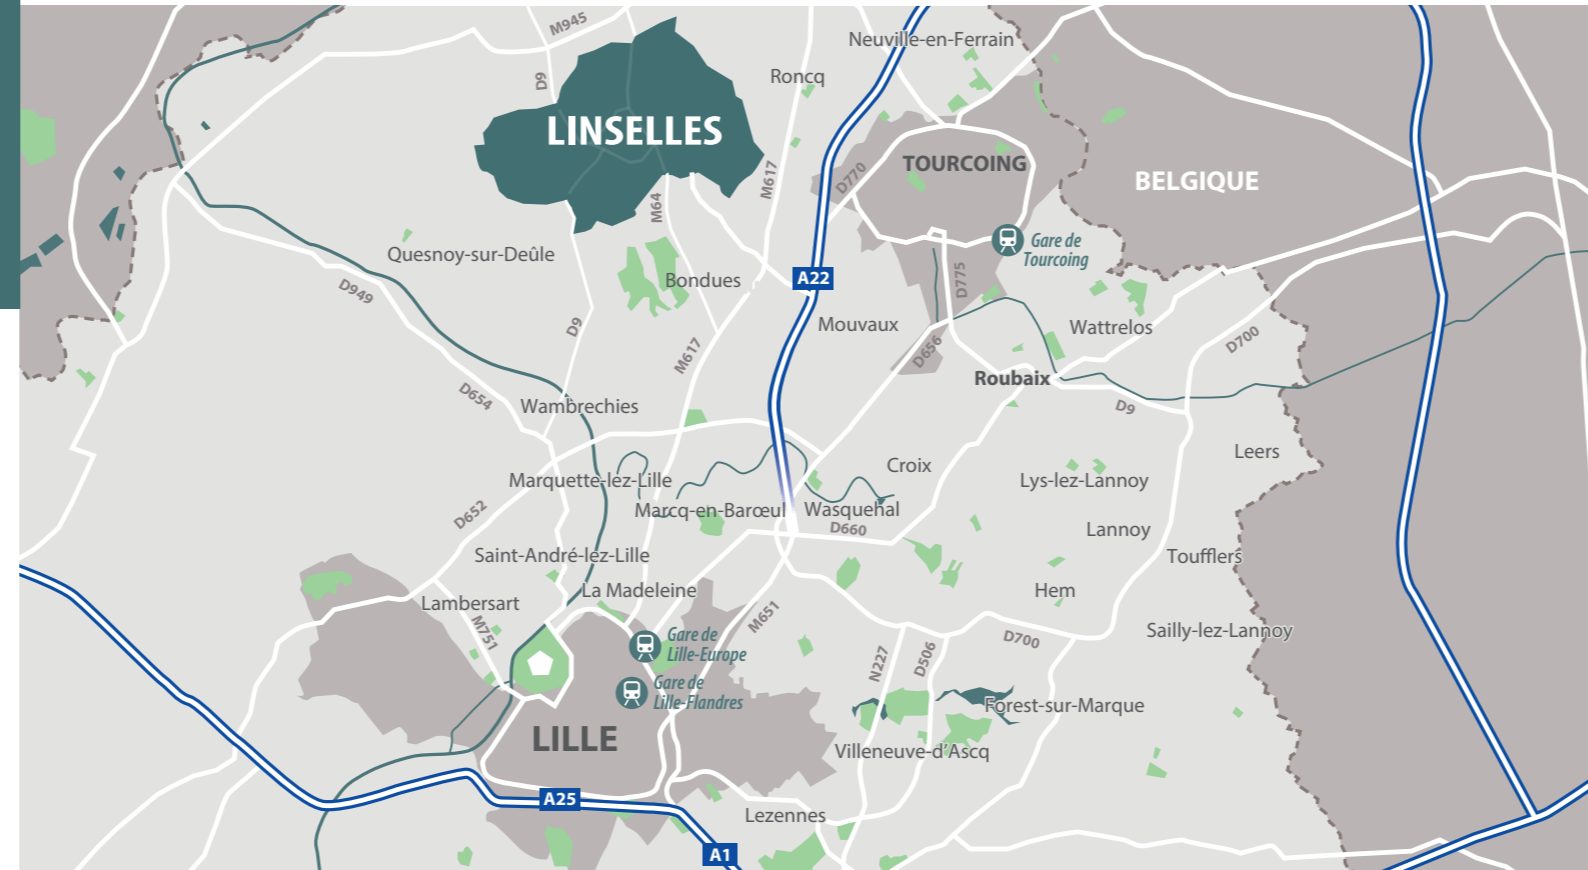 M945
Neuville-en-Ferrain
Roncq
D9
LINSELLES
TOURCOING
BELGIQUE
D770
M617
M64
Gare de
Tourcoing
Quesnoy-sur-Deûle
Bondues
A22
D775
D949
D9
Mouvaux
Wattrelos
D700
M617
D656
Roubaix
D654
Wambrechies
D9
Leers
Croix
Marquette-lez-Lille
Lys-lez-Lannoy
Marcq-en-Barœul
Wasquehal
D652
D660
Lannoy
Saint-André-lez-Lille
Toufflers
La Madeleine
Hem
Lambersart
M651
M751
Gare de
Lille-Europe
D700
Sailly-lez-Lannoy
N227
D506
Gare de
Lille-Flandres
Forest-sur-Marque
LILLE
Villeneuve-d'Ascq
A25
Lezennes
A1